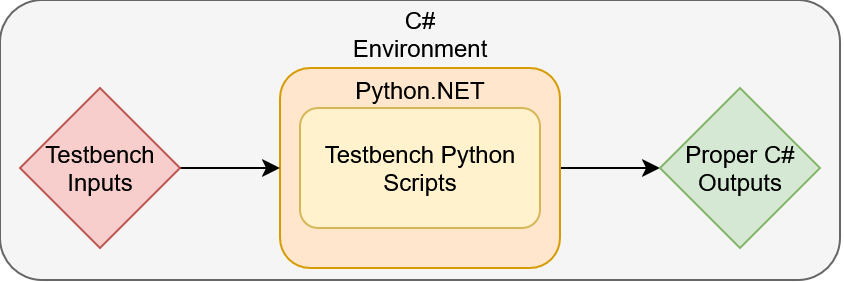 C#
Environment
Python.NET
Testbench
Inputs
Testbench Python
Scripts
Proper C#
Outputs